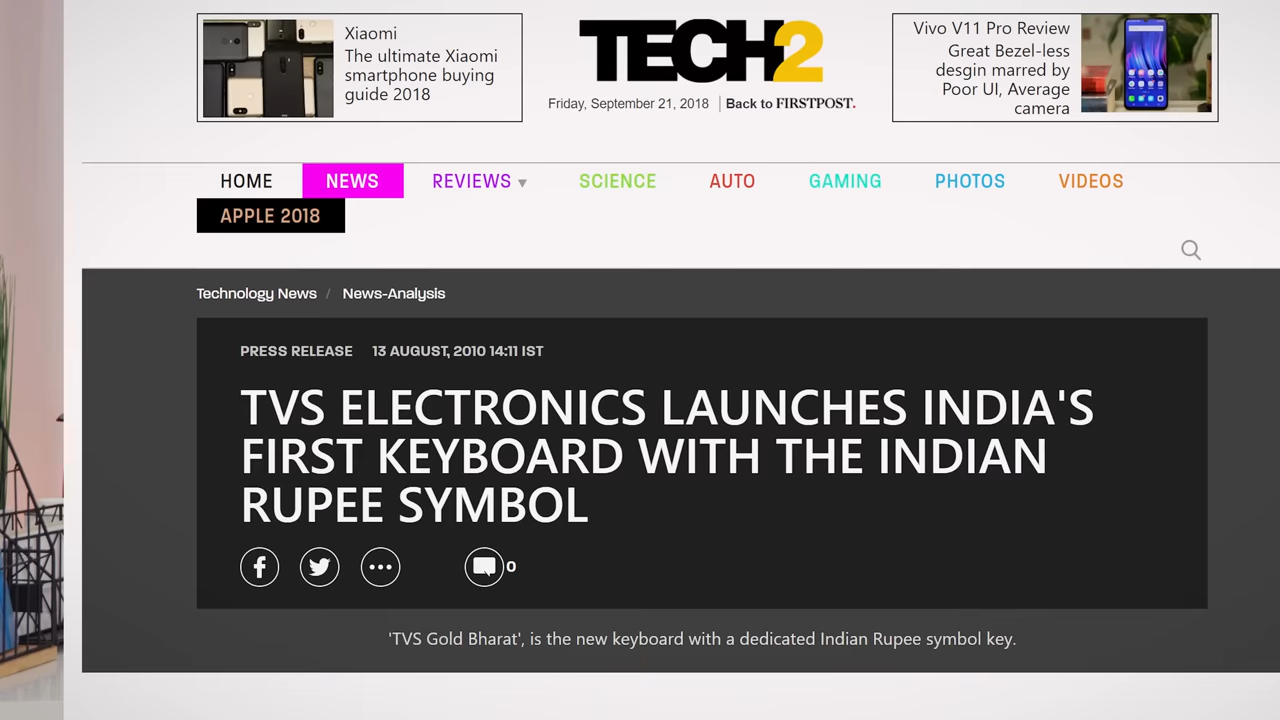 Xiaomi
The ultimate Xiaomi
smartphone buying
guide 2018
TECH2
Friday, September 21, 2018 | Back to FIRSTPOST.
Vivo V11 Pro Review
Great Bezel-less
desgin marred by
Poor UI, Average
camera
HOME NEWS REVIEWS ▼ SCIENCE AUTO GAMING PHOTOS VIDEOS
APPLE 2018
Technology News / News-Analysis
PRESS RELEASE 13 AUGUST, 2010 14:11 IST
TVS ELECTRONICS LAUNCHES INDIA'S
FIRST KEYBOARD WITH THE INDIAN
RUPEE SYMBOL
0
'TVS Gold Bharat', is the new keyboard with a dedicated Indian Rupee symbol key.